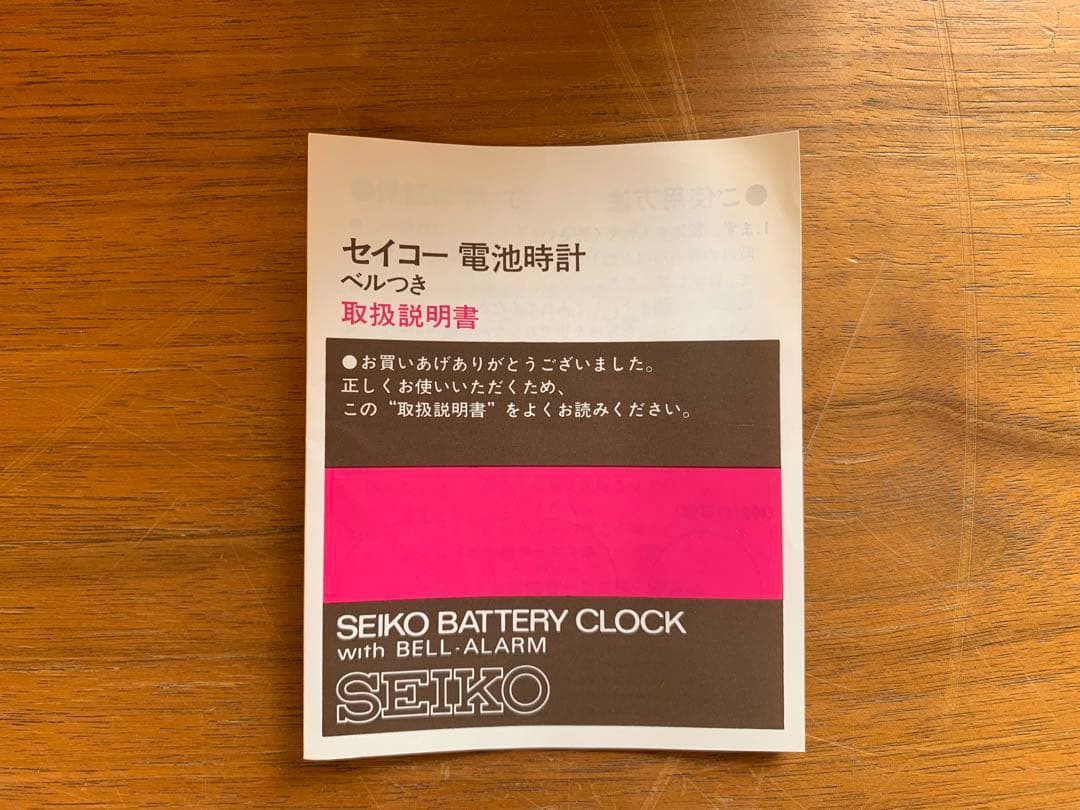 セイコー 電池時計
ベルつき
取扱説明書
●お買いあげありがとうございました。
正しくお使いいただくため、
この“取扱説明書”をよくお読みください。
SEIKO BATTERY CLOCK
with BELL-ALARM
SEIKO